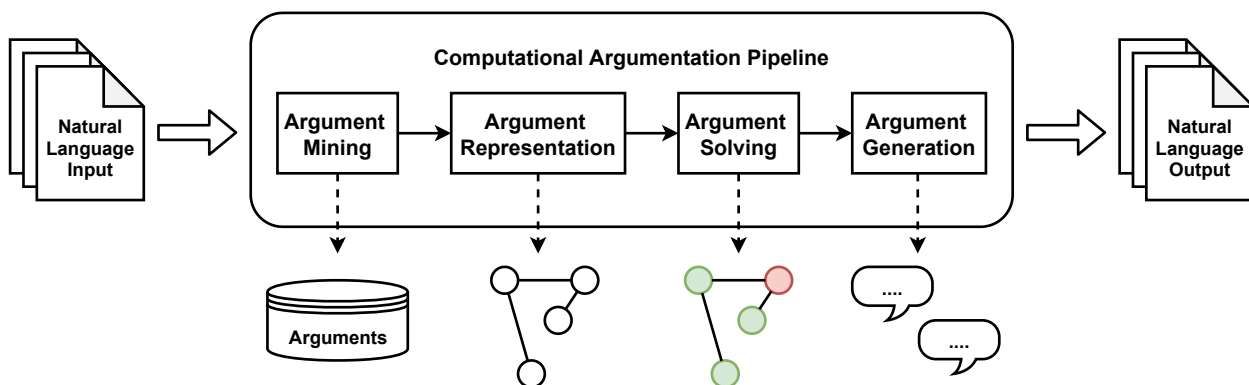 Computational Argumentation Pipeline
Natural
Language
Input
Argument
Mining
Argument
Representation
Argument
Solving
Argument
Generation
Natural
Language
Output
Arguments
....
....